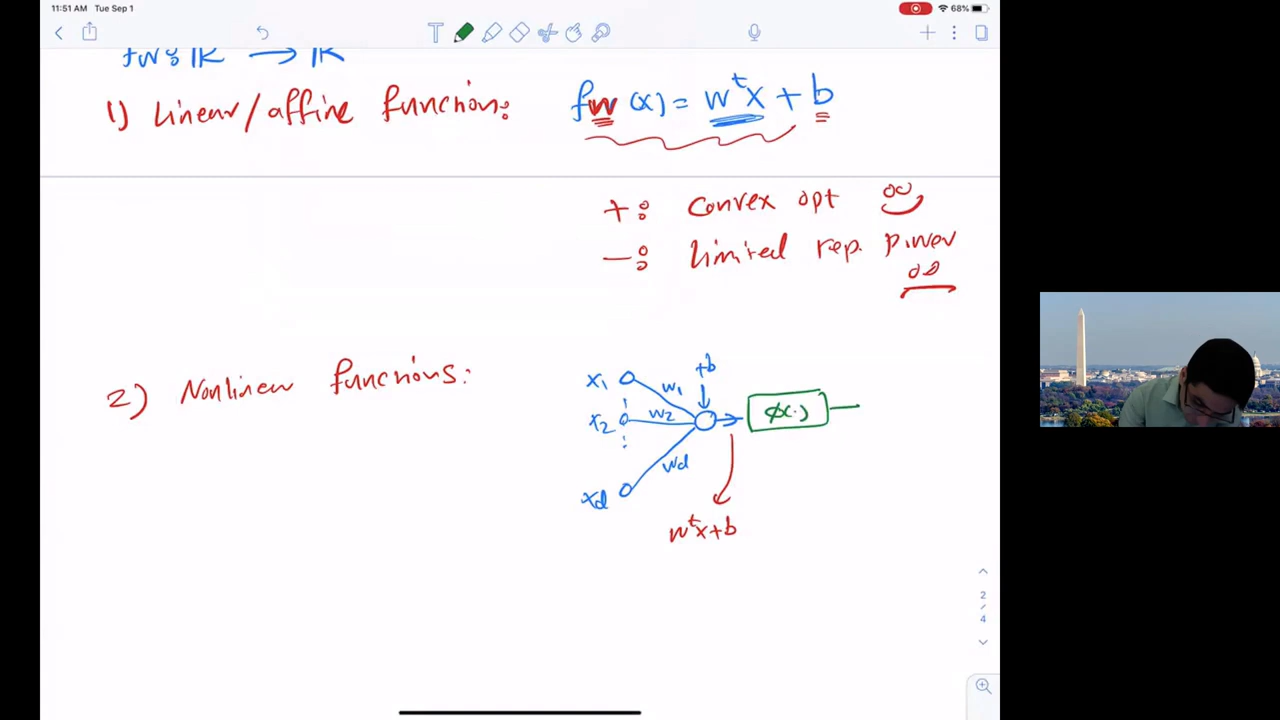 11:51 AM Tue Sep 1
68%
1) Linear/affine functions: fw(x) = wᵗx + b
+: Convex opt
-: limited rep. power
2) Nonlinear functions:
+b
x1 w1
x2 w2 φ(.)
xd wd
wᵗx+b
2
/
4